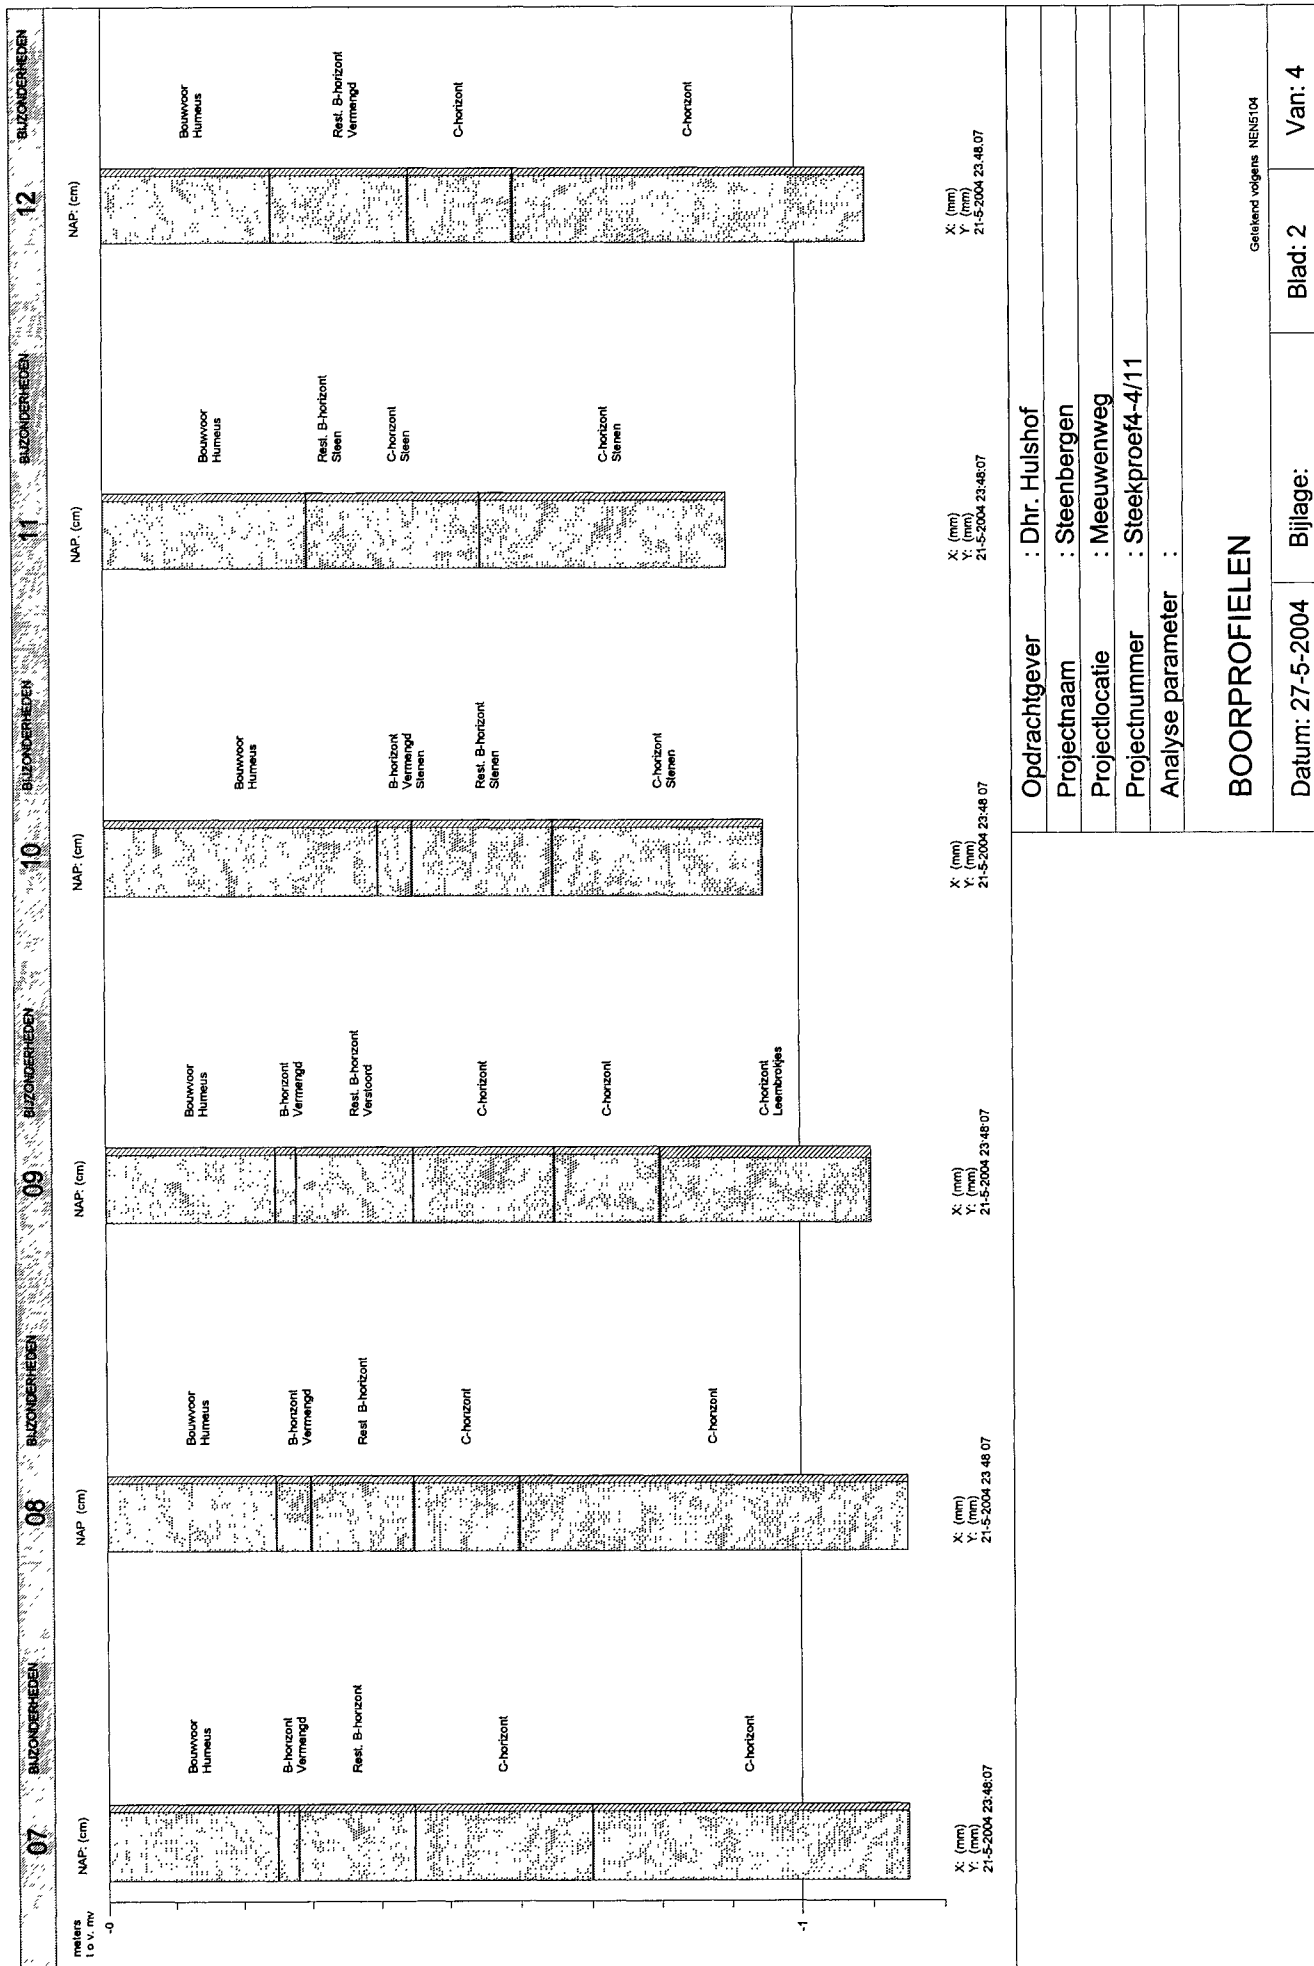 07 BIJZONDERHEDEN 08 BIJZONDERHEDEN 09 BIJZONDERHEDEN 10 BIJZONDERHEDEN 11 BIJZONDERHEDEN 12 BIJZONDERHEDEN
meters
t o v. mv
-0
-1
NAP: (cm)
Bouwvoor
Humeus
B-horizont
Vermengd
Rest. B-horizont
C-horizont
C-horizont
X: (mm)
Y: (mm)
21-5-2004 23:48:07
NAP (cm)
Bouwvoor
Humeus
B-horizont
Vermengd
Rest B-horizont
C-horizont
C-horizont
X: (mm)
Y: (mm)
21-5-2004 23 48 07
NAP: (cm)
Bouwvoor
Humeus
B-horizont
Vermengd
Rest. B-horizont
Verstoord
C-horizont
C-horizont
C-horizont
Leembrokjes
X: (mm)
Y: (mm)
21-5-2004 23:48:07
NAP: (cm)
Bouwvoor
Humeus
B-horizont
Vermengd
Stenen
Rest. B-horizont
Stenen
C-horizont
Stenen
X: (mm)
Y: (mm)
21-5-2004 23:48 07
NAP. (cm)
Bouwvoor
Humeus
Rest. B-horizont
Steen
C-horizont
Steen
C-horizont
Stenen
X: (mm)
Y: (mm)
21-5-2004 23:48:07
NAP: (cm)
Bouwvoor
Humeus
Rest. B-horizont
Vermengd
C-horizont
C-horizont
X: (mm)
Y: (mm)
21-5-2004 23.48.07
Opdrachtgever : Dhr. Hulshof
Projectnaam : Steenbergen
Projectlocatie : Meeuwenweg
Projectnummer : Steekproef4-4/11
Analyse parameter :
BOORPROFIELEN
Getekend volgens NEN5104
Datum: 27-5-2004 Bijlage: Blad: 2 Van: 4